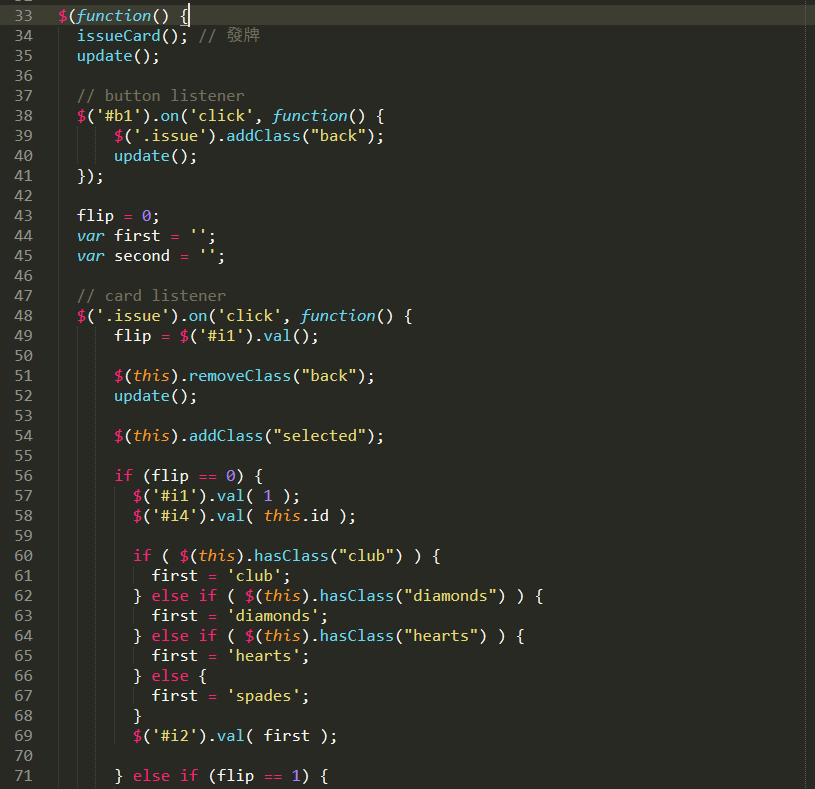 33 $(function() {
34 issueCard(); // 發牌
35 update();
36
37 // button listener
38 $('#b1').on('click', function() {
39 $('.issue').addClass("back");
40 update();
41 });
42
43 flip = 0;
44 var first = '';
45 var second = '';
46
47 // card listener
48 $('.issue').on('click', function() {
49 flip = $('#i1').val();
50
51 $(this).removeClass("back");
52 update();
53
54 $(this).addClass("selected");
55
56 if (flip == 0) {
57 $('#i1').val( 1 );
58 $('#i4').val( this.id );
59
60 if ( $(this).hasClass("club") ) {
61 first = 'club';
62 } else if ( $(this).hasClass("diamonds") ) {
63 first = 'diamonds';
64 } else if ( $(this).hasClass("hearts") ) {
65 first = 'hearts';
66 } else {
67 first = 'spades';
68 }
69 $('#i2').val( first );
70
71 } else if (flip == 1) {